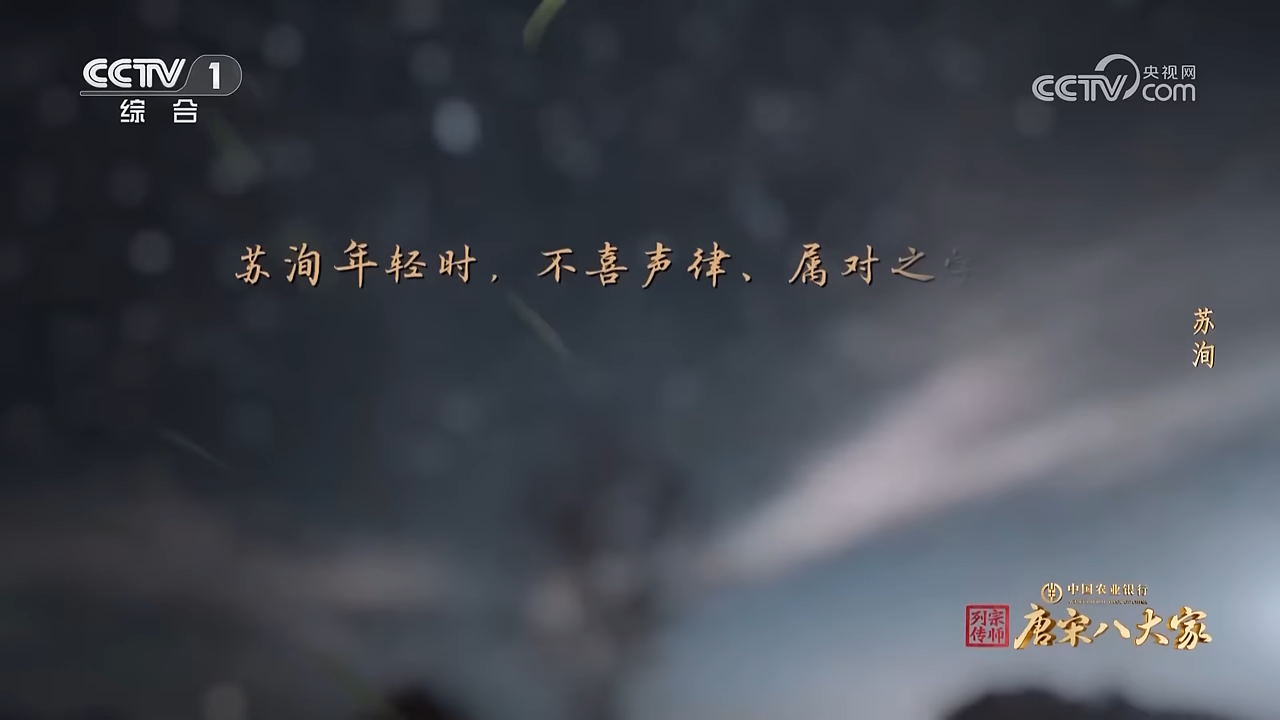 CCTV 1
综合
CCTV 央视网
com
苏洵年轻时，不喜声律、属对之
苏洵
中国农业银行
宗师列传
唐宋八大家